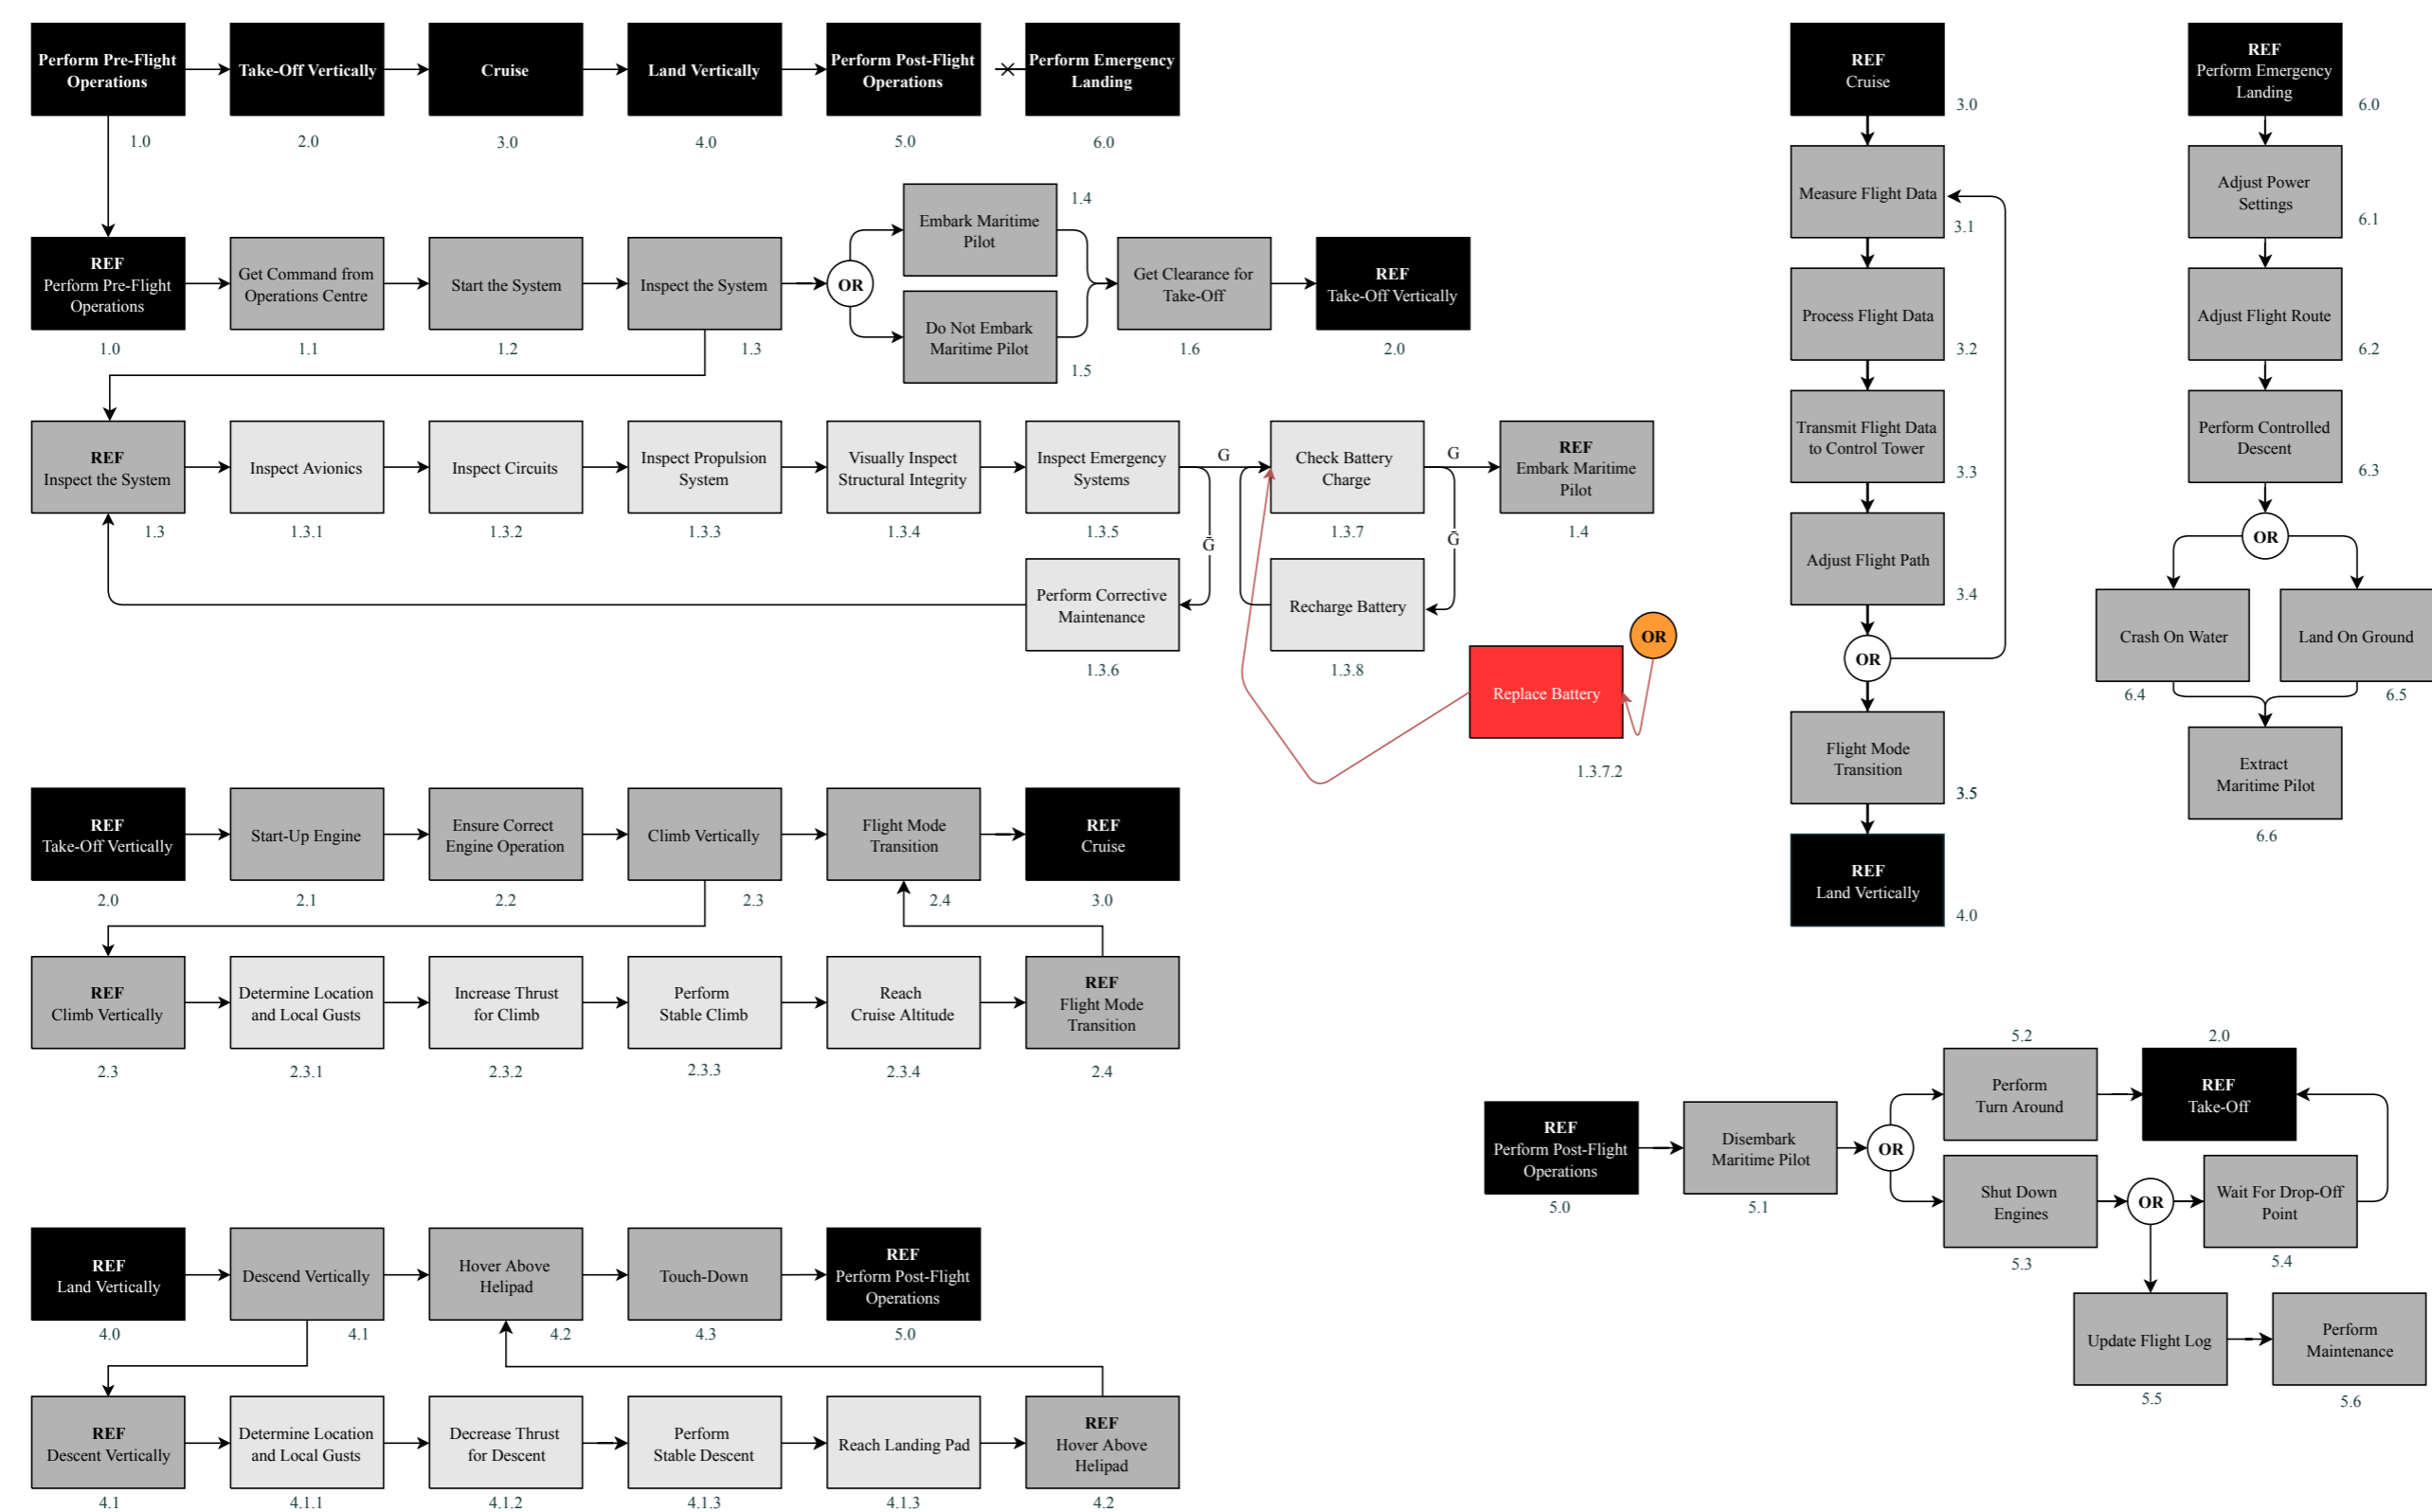 Perform Pre-Flight
Operations
1.0
Take-Off Vertically
2.0
Cruise
3.0
Land Vertically
4.0
Perform Post-Flight
Operations
5.0
Perform Emergency
Landing
6.0
REF
Perform Pre-Flight
Operations
1.0
Get Command from
Operations Centre
1.1
Start the System
1.2
Inspect the System
1.3
OR
Embark Maritime
Pilot
1.4
Do Not Embark
Maritime Pilot
1.5
Get Clearance for
Take-Off
1.6
REF
Take-Off Vertically
2.0
REF
Inspect the System
1.3
Inspect Avionics
1.3.1
Inspect Circuits
1.3.2
Inspect Propulsion
System
1.3.3
Visually Inspect
Structural Integrity
1.3.4
Inspect Emergency
Systems
1.3.5
G
Ḡ
Perform Corrective
Maintenance
1.3.6
Check Battery
Charge
1.3.7
G
Ḡ
Recharge Battery
1.3.8
REF
Embark Maritime
Pilot
1.4
OR
Replace Battery
1.3.7.2
REF
Take-Off Vertically
2.0
Start-Up Engine
2.1
Ensure Correct
Engine Operation
2.2
Climb Vertically
2.3
Flight Mode
Transition
2.4
REF
Cruise
3.0
REF
Climb Vertically
2.3
Determine Location
and Local Gusts
2.3.1
Increase Thrust
for Climb
2.3.2
Perform
Stable Climb
2.3.3
Reach
Cruise Altitude
2.3.4
REF
Flight Mode
Transition
2.4
REF
Land Vertically
4.0
Descend Vertically
4.1
Hover Above
Helipad
4.2
Touch-Down
4.3
REF
Perform Post-Flight
Operations
5.0
REF
Descent Vertically
4.1
Determine Location
and Local Gusts
4.1.1
Decrease Thrust
for Descent
4.1.2
Perform
Stable Descent
4.1.3
Reach Landing Pad
4.1.3
REF
Hover Above
Helipad
4.2
REF
Cruise
3.0
Measure Flight Data
3.1
Process Flight Data
3.2
Transmit Flight Data
to Control Tower
3.3
Adjust Flight Path
3.4
OR
Flight Mode
Transition
3.5
REF
Land Vertically
4.0
REF
Perform Emergency
Landing
6.0
Adjust Power
Settings
6.1
Adjust Flight Route
6.2
Perform Controlled
Descent
6.3
OR
Crash On Water
6.4
Land On Ground
6.5
Extract
Maritime Pilot
6.6
REF
Perform Post-Flight
Operations
5.0
Disembark
Maritime Pilot
5.1
OR
5.2
Perform
Turn Around
2.0
REF
Take-Off
Shut Down
Engines
5.3
OR
Wait For Drop-Off
Point
5.4
Update Flight Log
5.5
Perform
Maintenance
5.6